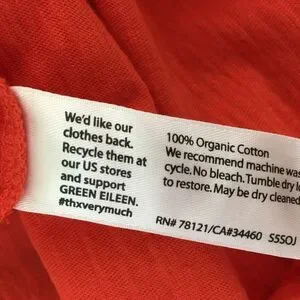 We'd like our
clothes back.
Recycle them at
our US stores
and support
GREEN EILEEN.
#thxverymuch
100% Organic Cotton
We recommend machine was
cycle. No bleach. Tumble dry l
to restore. May be dry cleaned
RN# 78121/CA#34460 S5SOJ